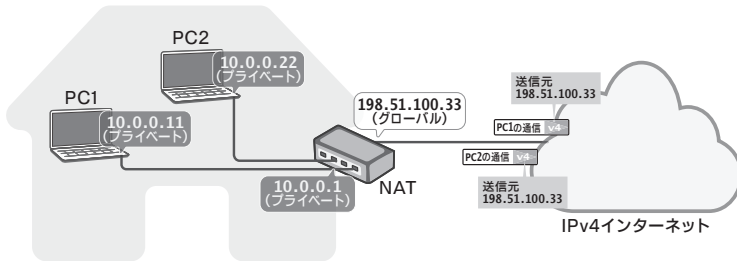 PC2
10.0.0.22
(プライベート)
PC1
10.0.0.11
(プライベート)
198.51.100.33
(グローバル)
10.0.0.1
(プライベート)
NAT
送信元
198.51.100.33
PC1の通信 v4
PC2の通信 v4
送信元
198.51.100.33
IPv4インターネット